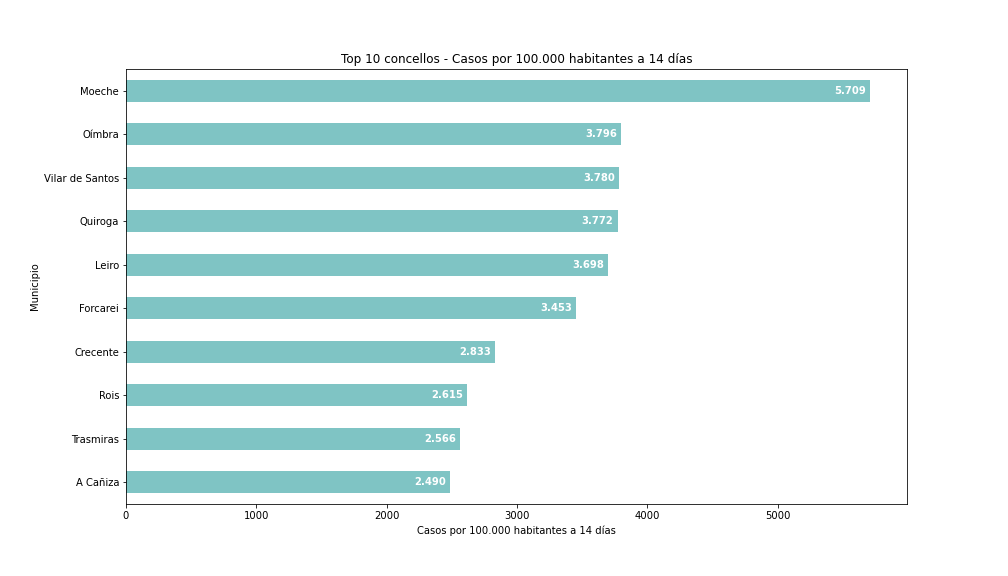 Top 10 concellos - Casos por 100.000 habitantes a 14 días
Municipio
Moeche 5.709
Oímbra 3.796
Vilar de Santos 3.780
Quiroga 3.772
Leiro 3.698
Forcarei 3.453
Crecente 2.833
Rois 2.615
Trasmiras 2.566
A Cañiza 2.490
0 1000 2000 3000 4000 5000
Casos por 100.000 habitantes a 14 días